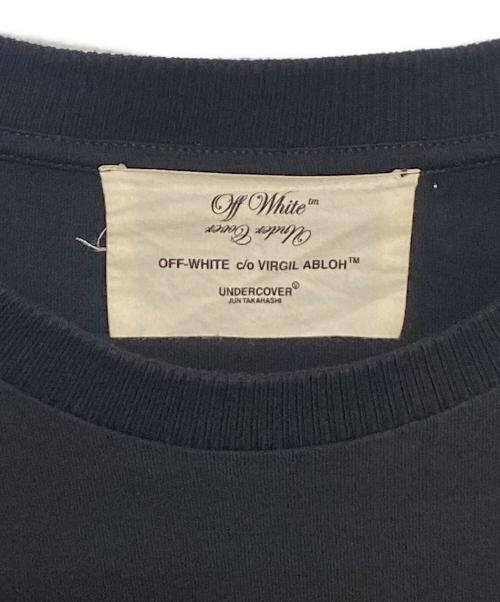 Off White™
Under Cover
OFF-WHITE c/o VIRGIL ABLOH™
UNDERCOVER
JUN TAKAHASHI